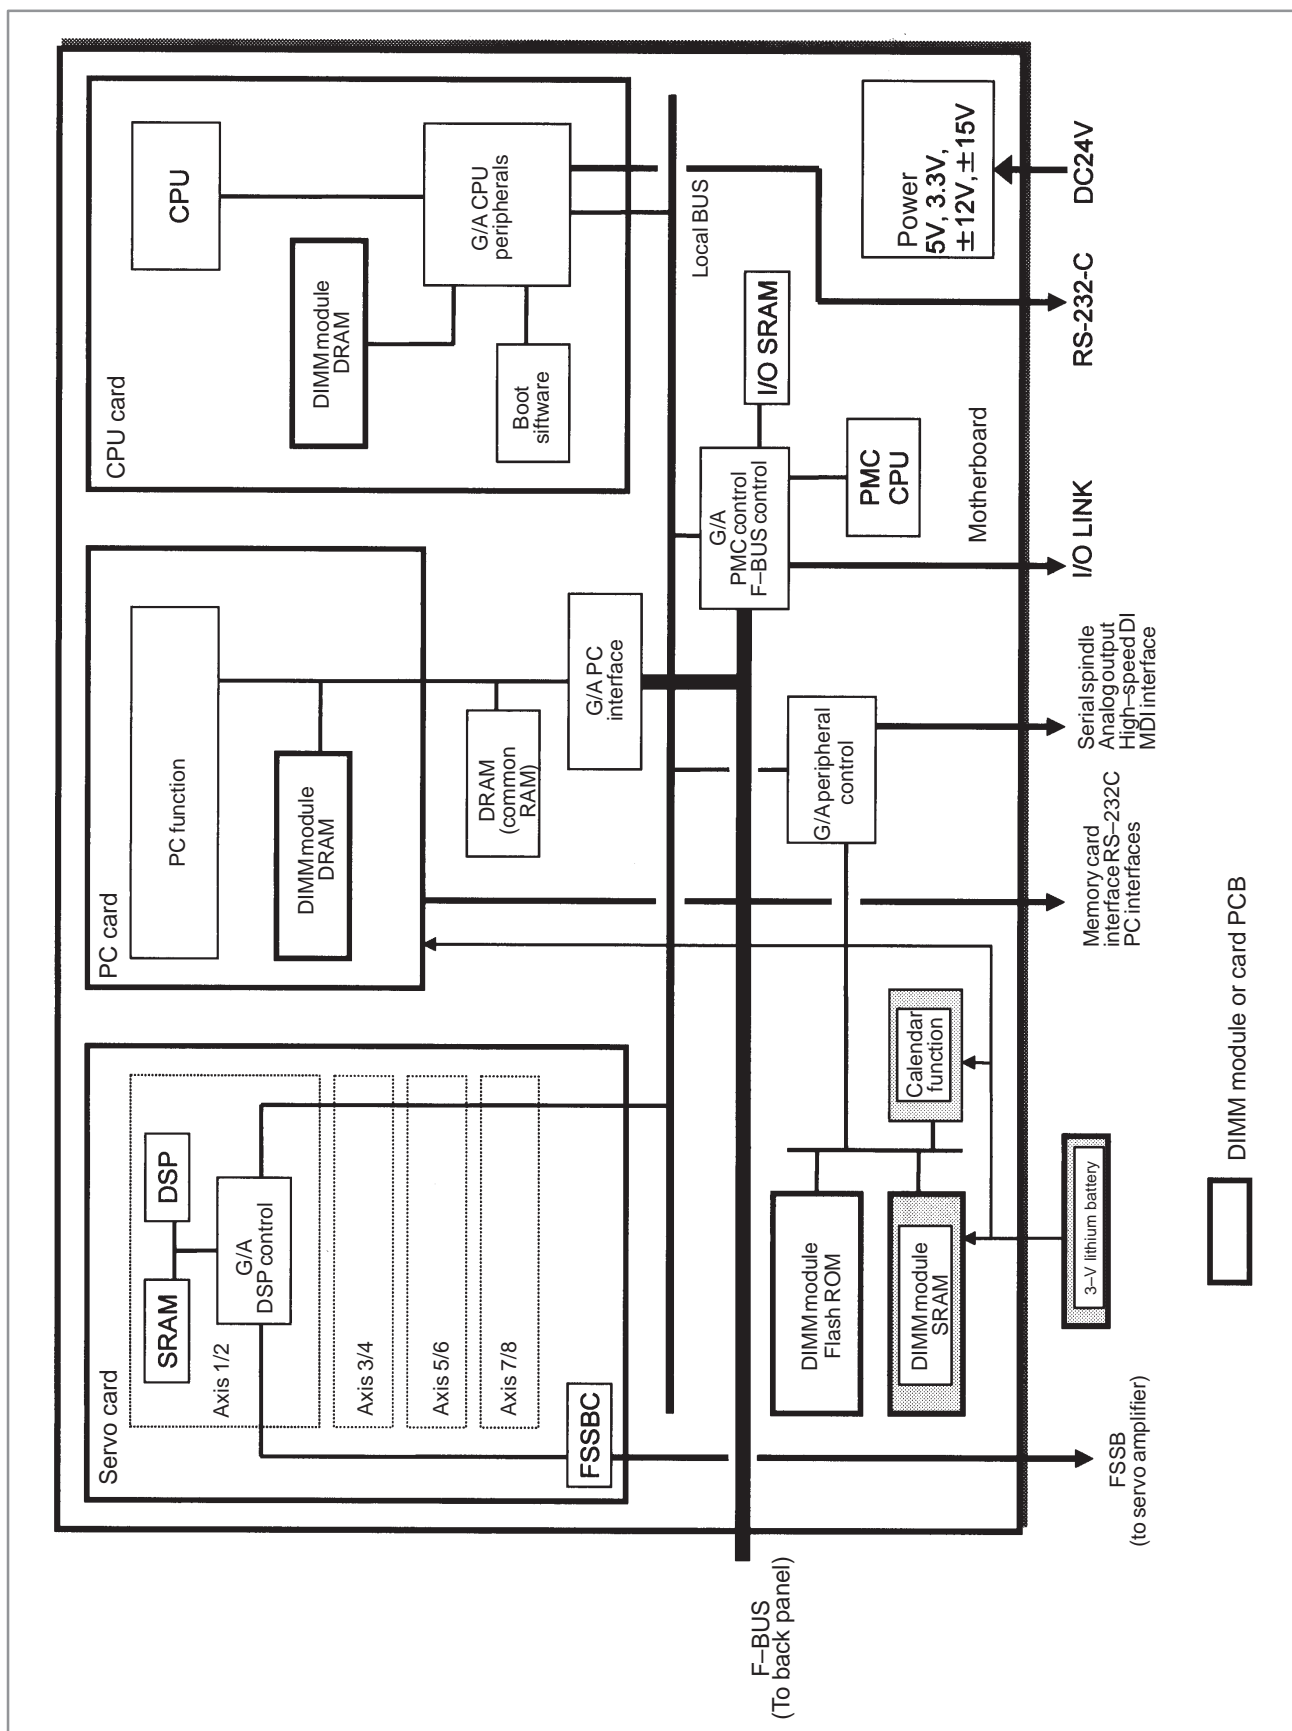 Servo card
SRAM
DSP
Axis 1/2
G/A
DSP control
Axis 3/4
Axis 5/6
Axis 7/8
FSSBC
PC card
PC function
DIMM module
DRAM
DRAM
(common
RAM)
G/A PC
interface
CPU card
CPU
DIMM module
DRAM
G/A CPU
peripherals
Boot
siftware
Local BUS
F–BUS
(To back panel)
G/A
PMC control
F–BUS control
I/O SRAM
PMC
CPU
Power
5V, 3.3V,
±12V, ±15V
Motherboard
G/A peripheral
control
DIMM module
Flash ROM
DIMM module
SRAM
Calendar
function
3–V lithium battery
FSSB
(to servo amplifier)
Memory card
interface RS–232C
PC interfaces
Serial spindle
Analog output
High–speed DI
MDI interface
I/O LINK
RS-232-C
DC24V
DIMM module or card PCB